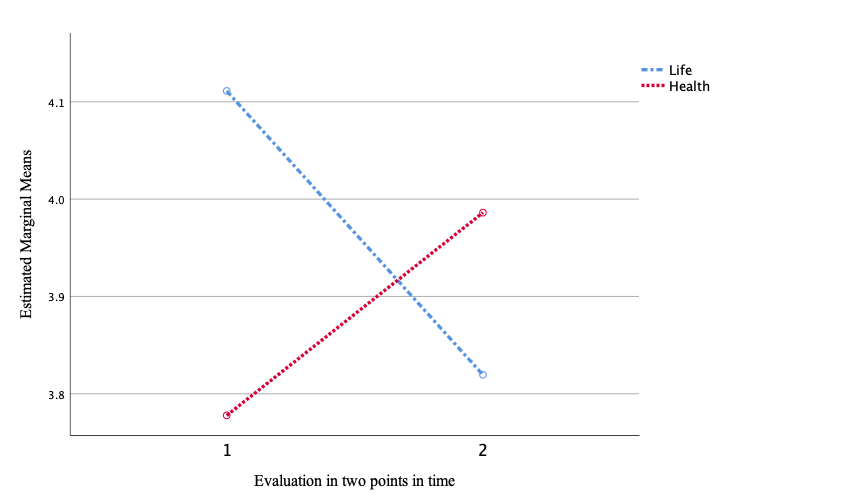 Life
Health
4.1
4.0
3.9
3.8
Estimated Marginal Means
1 2
Evaluation in two points in time